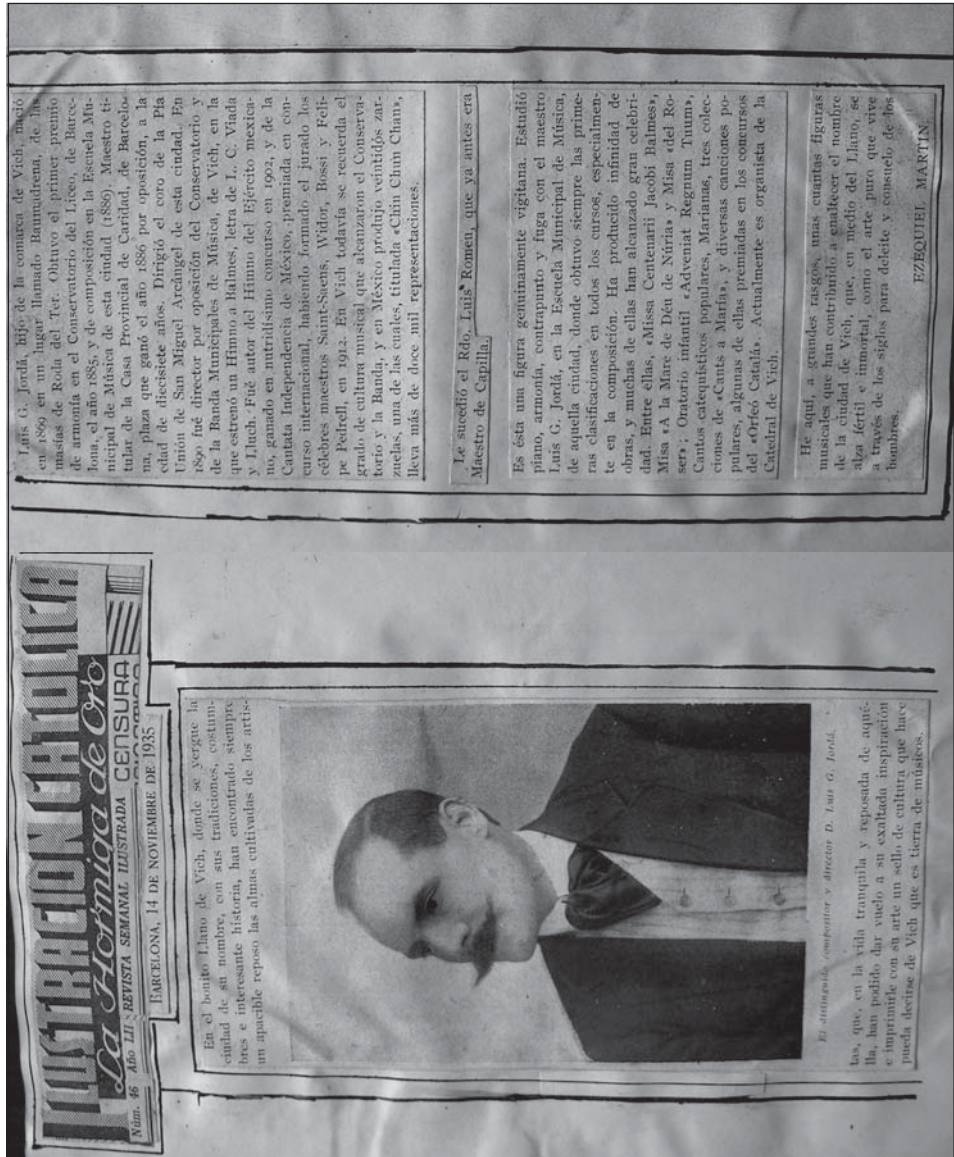 ILUSTRACION CATOLICA
La Hormiga de Oro
Núm. 46 Año LII - REVISTA SEMANAL ILUSTRADA CENSURA
BARCELONA, 14 DE NOVIEMBRE DE 1935
En el bonito Llano de Vich, donde se yergue la
ciudad de su nombre, con sus tradiciones, costum-
bres e interesante historia, han encontrado siempre
un apacible reposo las almas cultivadas de los artis-
El distinguido compositor y director D. Luis G. Jordá.
tas, que, en la vida tranquila y reposada de aqué-
lla, han podido dar vuelo a su exaltada inspiración
e imprimirle con su arte un sello de cultura que hace
pueda decirse de Vich que es tierra de músicos.
Luis G. Jordá, hijo de la comarca de Vich, nació
en 1869 en un lugar llamado Banmadrena, de las
masías de Roda del Ter. Obtuvo el primer premio
de armonía en el Conservatorio del Liceo, de Barce-
lona, el año 1885, y de composición en la Escuela Mu-
nicipal de Música de esta ciudad (1886). Maestro ti-
tular de la Casa Provincial de Caridad, de Barcelo-
na, plaza que ganó el año 1886 por oposición, a la
edad de diecisiete años. Dirigió el coro de la Pía
Unión de San Miguel Arcángel de esta ciudad. En
1890 fué director por oposición del Conservatorio y
de la Banda Municipales de Música, de Vich, en la
que estrenó un Himno a Balmes, letra de L. C. Viada
y Lluch. Fué autor del Himno del Ejército mexica-
no, ganado en nutridísimo concurso en 1902, y de la
Cantata Independencia de México, premiada en con-
curso internacional, habiendo formado el jurado los
célebres maestros Saint-Saens, Widor, Bossi y Feli-
pe Pedrell, en 1912. En Vich todavía se recuerda el
grado de cultura musical que alcanzaron el Conserva-
torio y la Banda, y en México produjo veintidos zar-
zuelas, una de las cuales, titulada «Chin Chun Chan»,
lleva más de doce mil representaciones.
Le sucedió el Rdo. Luis Romeu, que ya antes era
Maestro de Capilla.
Es ésta una figura genuinamente vigitana. Estudió
piano, armonía, contrapunto y fuga con el maestro
Luis G. Jordá, en la Escuela Municipal de Música,
de aquella ciudad, donde obtuvo siempre las prime-
ras clasificaciones en todos los cursos, especialmen-
te en la composición. Ha producido infinidad de
obras, y muchas de ellas han alcanzado gran celebri-
dad. Entre ellas, «Missa Centenarii Jacobi Balmes»,
Misa «A la Mare de Déu de Núria» y Misa «del Ro-
ser»; Oratorio infantil «Adveniat Regnum Tuum»,
Cantos catequísticos populares, Marianas, tres colec-
ciones de «Cants a María», y diversas canciones po-
pulares, algunas de ellas premiadas en los concursos
del «Orfeó Catalá». Actualmente es organista de la
Catedral de Vich.
He aquí, a grandes rasgos, unas cuantas figuras
musicales que han contribuido a enaltecer el nombre
de la ciudad de Vich, que, en medio del Llano, se
alza fértil e inmortal, como el arte puro que vive
a través de los siglos para deleite y consuelo de los
hombres.
EZEQUIEL MARTIN